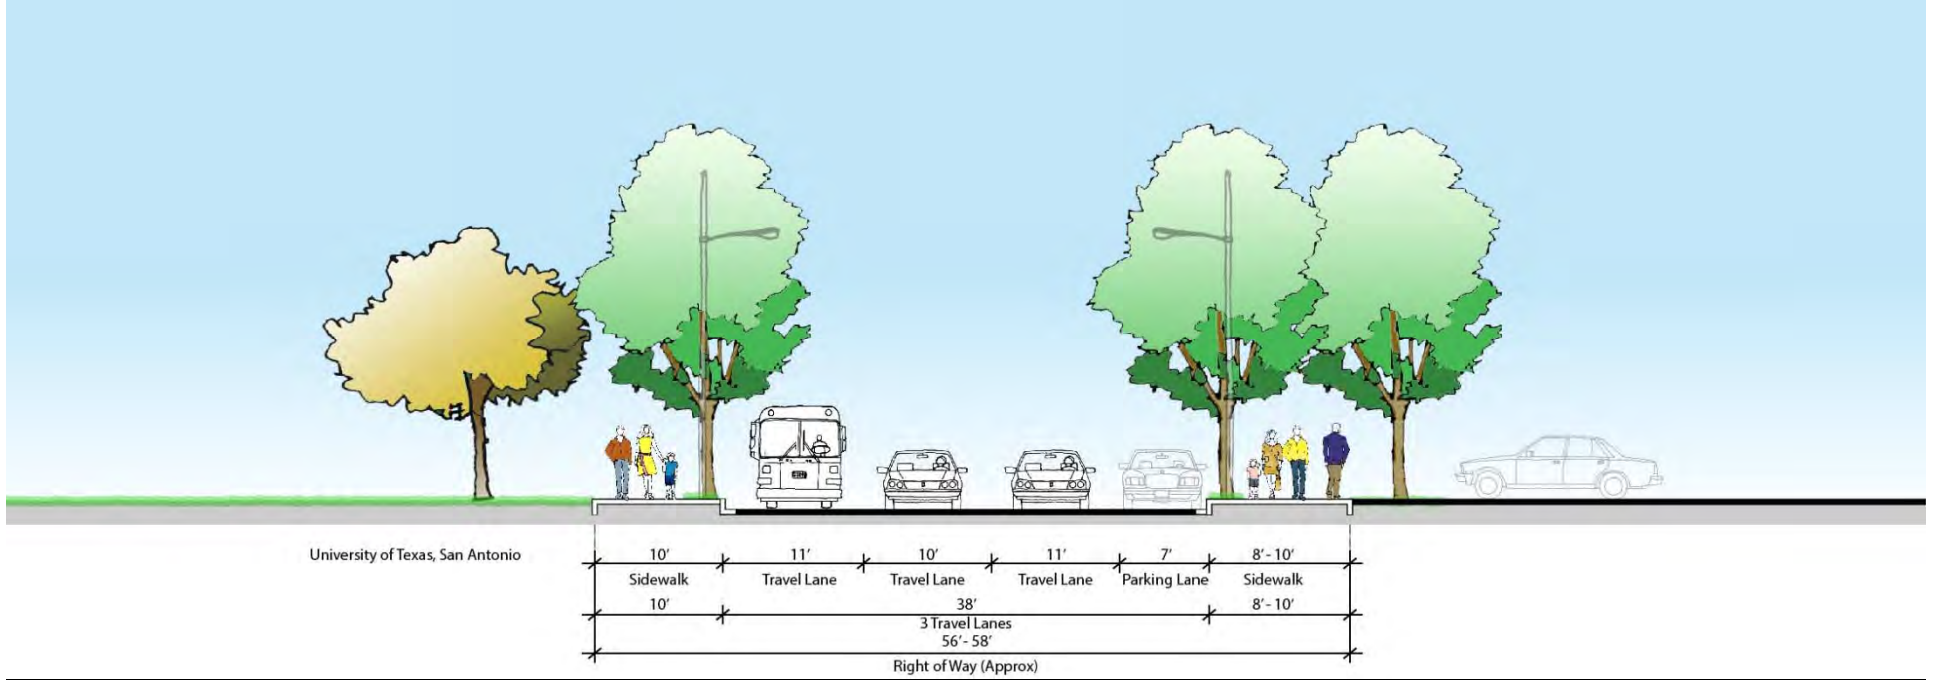 University of Texas, San Antonio
10' 11' 10' 11' 7' 8' - 10'
Sidewalk Travel Lane Travel Lane Travel Lane Parking Lane Sidewalk
10' 38' 8' - 10'
3 Travel Lanes
56' - 58'
Right of Way (Approx)